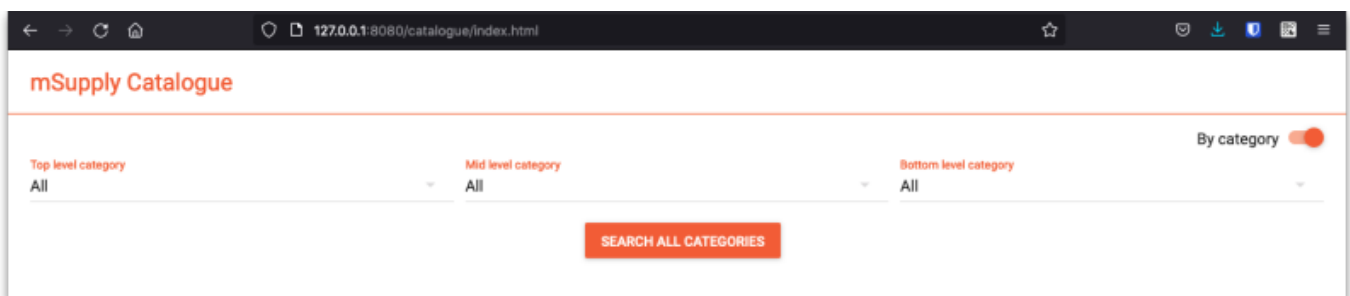 127.0.0.1:8080/catalogue/index.html
mSupply Catalogue
By category
Top level category
All
Mid level category
All
Bottom level category
All
SEARCH ALL CATEGORIES